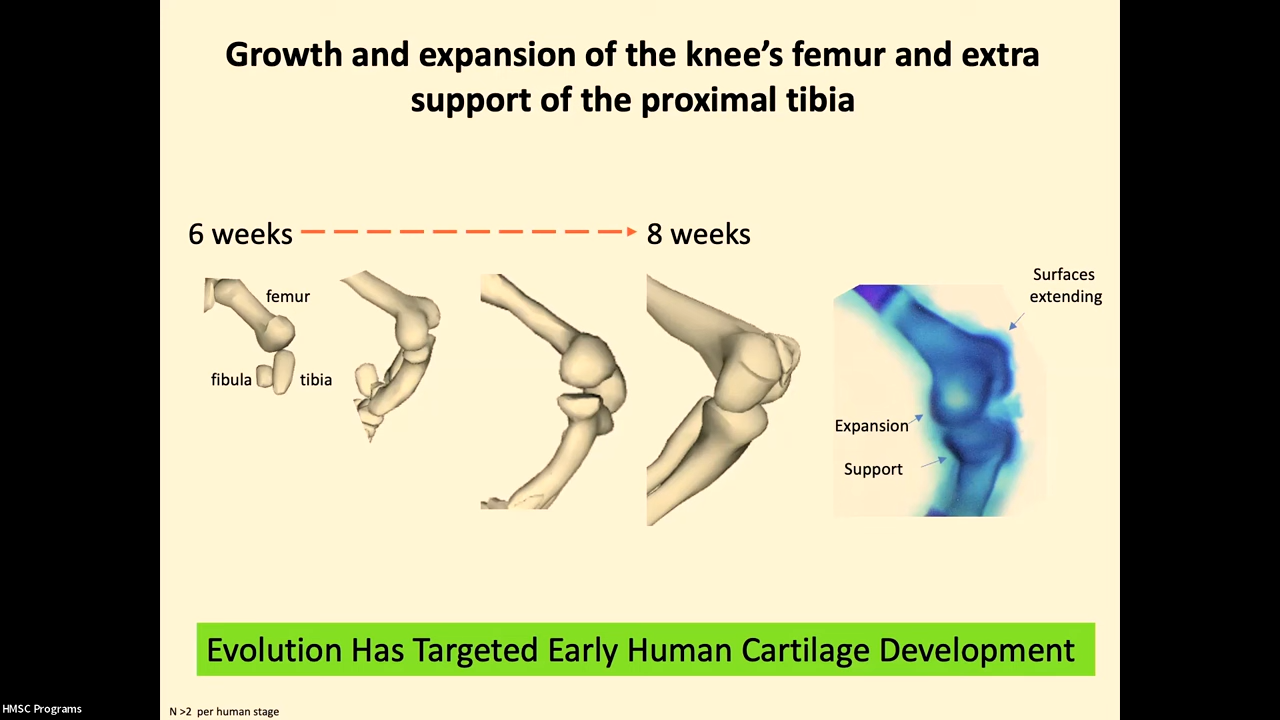 Growth and expansion of the knee's femur and extra
support of the proximal tibia
6 weeks
8 weeks
femur
fibula
tibia
Surfaces
extending
Expansion
Support
Evolution Has Targeted Early Human Cartilage Development
HMSC Programs
N >2 per human stage